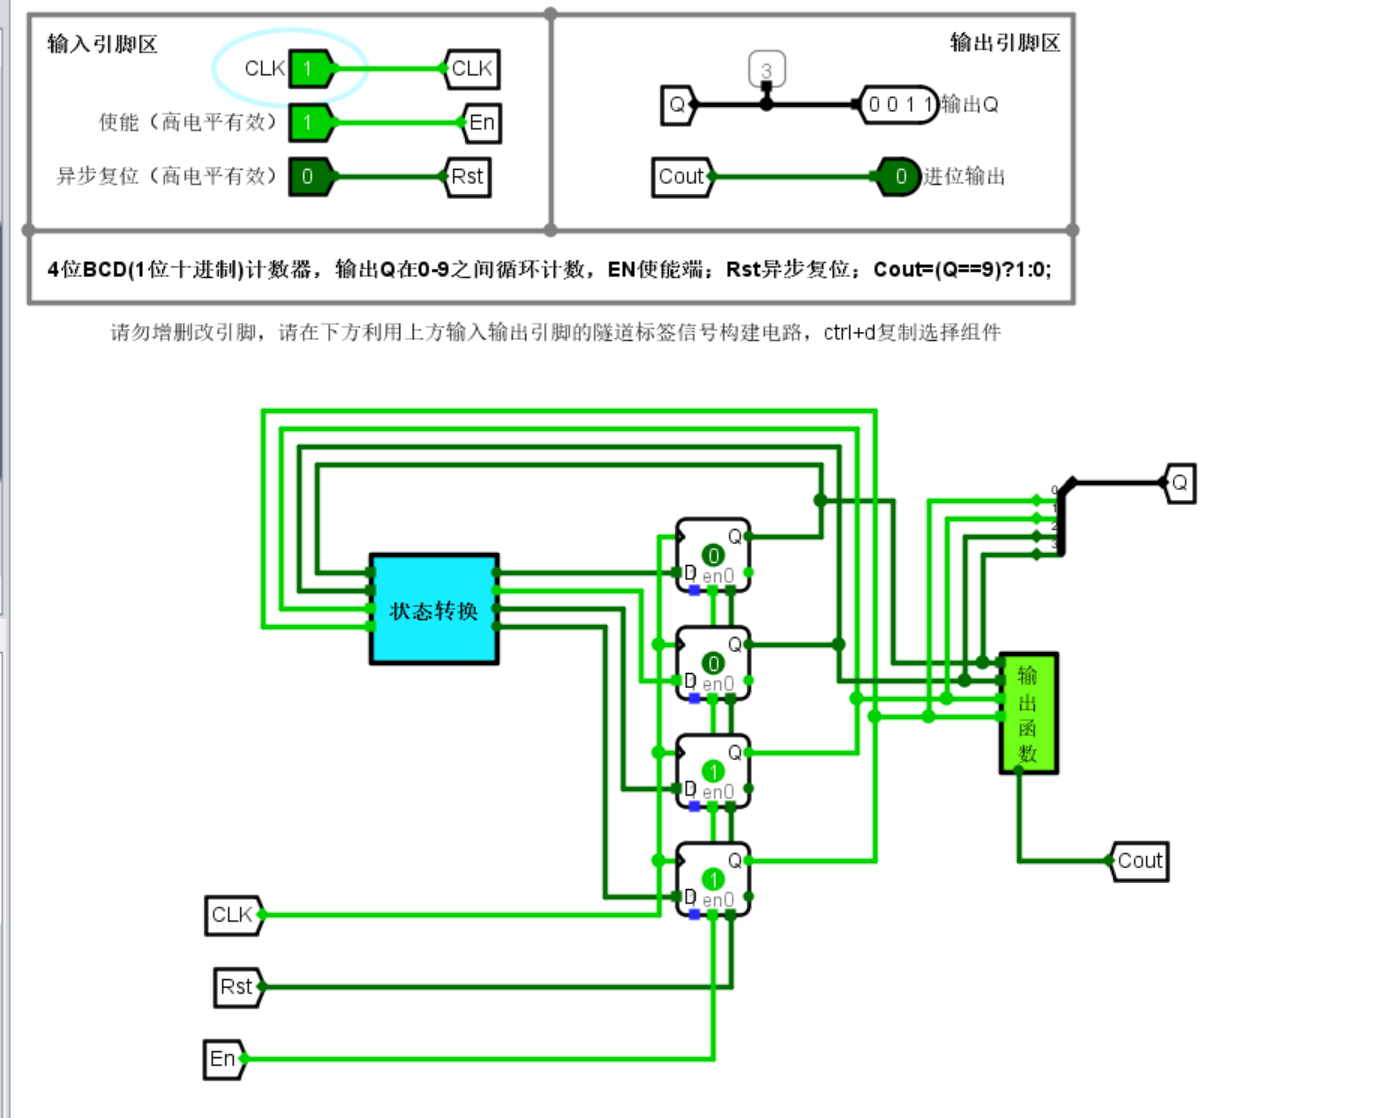 输入引脚区
CLK 1 CLK
使能（高电平有效） 1 En
异步复位（高电平有效） 0 Rst
输出引脚区
3
Q 0 0 1 1 输出Q
Cout 0 进位输出
4位BCD(1位十进制)计数器，输出Q在0-9之间循环计数，EN使能端；Rst异步复位；Cout=(Q==9)?1:0;
请勿增删改引脚，请在下方利用上方输入输出引脚的隧道标签信号构建电路，ctrl+d复制选择组件
0
1
2
3
Q
状态转换
Q
0
D en0
Q
0
D en0
Q
1
D en0
Q
1
D en0
输出函数
Cout
CLK
Rst
En